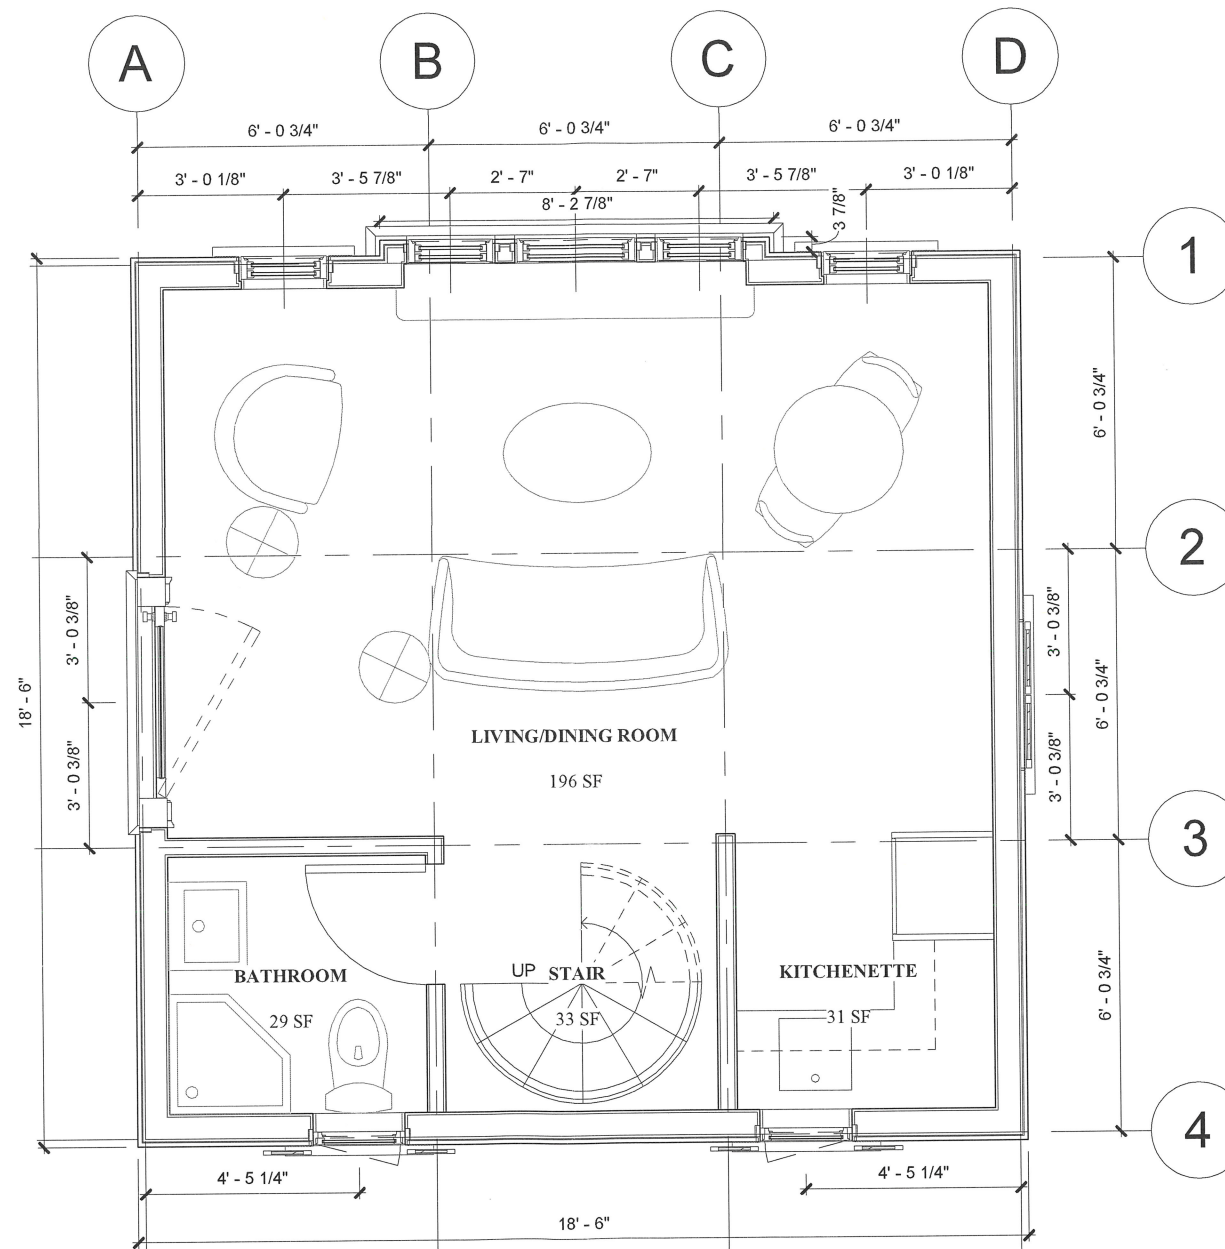 A B C D
6' - 0 3/4" 6' - 0 3/4" 6' - 0 3/4"
3' - 0 1/8" 3' - 5 7/8" 2' - 7" 2' - 7" 3' - 5 7/8" 3' - 0 1/8"
8' - 2 7/8"
3 7/8"
1
6' - 0 3/4"
2
3' - 0 3/8" 3' - 0 3/8"
18' - 6" 6' - 0 3/4"
LIVING/DINING ROOM
196 SF
3' - 0 3/8" 3' - 0 3/8"
3
BATHROOM UP STAIR KITCHENETTE
29 SF 33 SF 31 SF
6' - 0 3/4"
4
4' - 5 1/4" 4' - 5 1/4"
18' - 6"